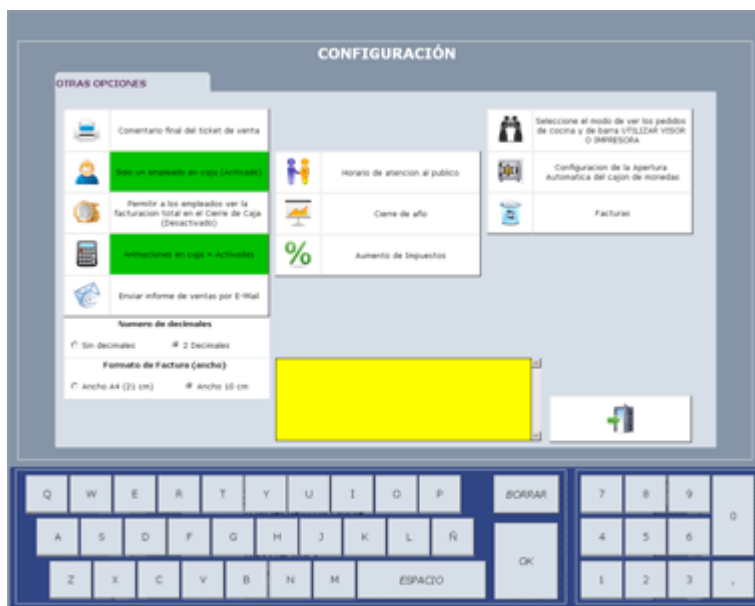 CONFIGURACIÓN
OTRAS OPCIONES
Comentario final del ticket de venta
Solo un empleado en caja (Activado)
Permitir a los empleados ver la
facturacion total en el Cierre de Caja
(Desactivado)
Animaciones en caja = Activades
Enviar informe de ventas por E-Mail
Numero de decimales
Sin decimales
2 Decimales
Formato de Factura (ancho)
Ancho A4 (21 cm)
Ancho 10 cm
Horario de atencion al publico
Cierre de año
%
Aumento de Impuestos
Seleccione el modo de ver los pedidos
de cocina y de barra UTILIZAR VISOR
O IMPRESORA
Configuracion de la Apertura
Automatica del cajon de monedas
Facturas
Q W E R T Y U I O P BORRAR 7 8 9
A S D F G H J K L Ñ OK 4 5 6 0
Z X C V B N M ESPACIO 1 2 3 ,